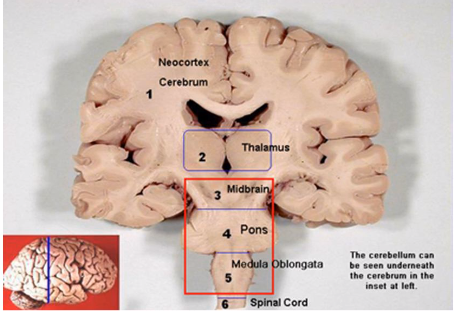 Neocortex
Cerebrum
1
2 Thalamus
3 Midbrain
4 Pons
Medula Oblongata
5
6 Spinal Cord
The cerebellum can
be seen underneath
the cerebrum in the
inset at left.